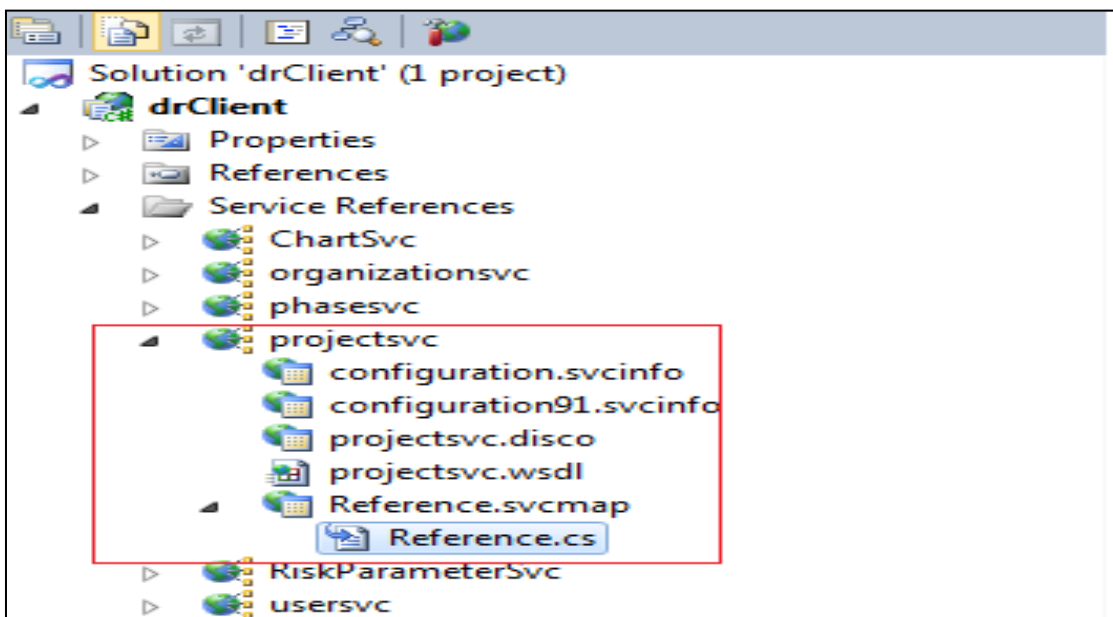 Solution 'drClient' (1 project)
drClient
Properties
References
Service References
ChartSvc
organizationsvc
phasesvc
projectsvc
configuration.svcinfo
configuration91.svcinfo
projectsvc.disco
projectsvc.wsdl
Reference.svcmap
Reference.cs
RiskParameterSvc
usersvc